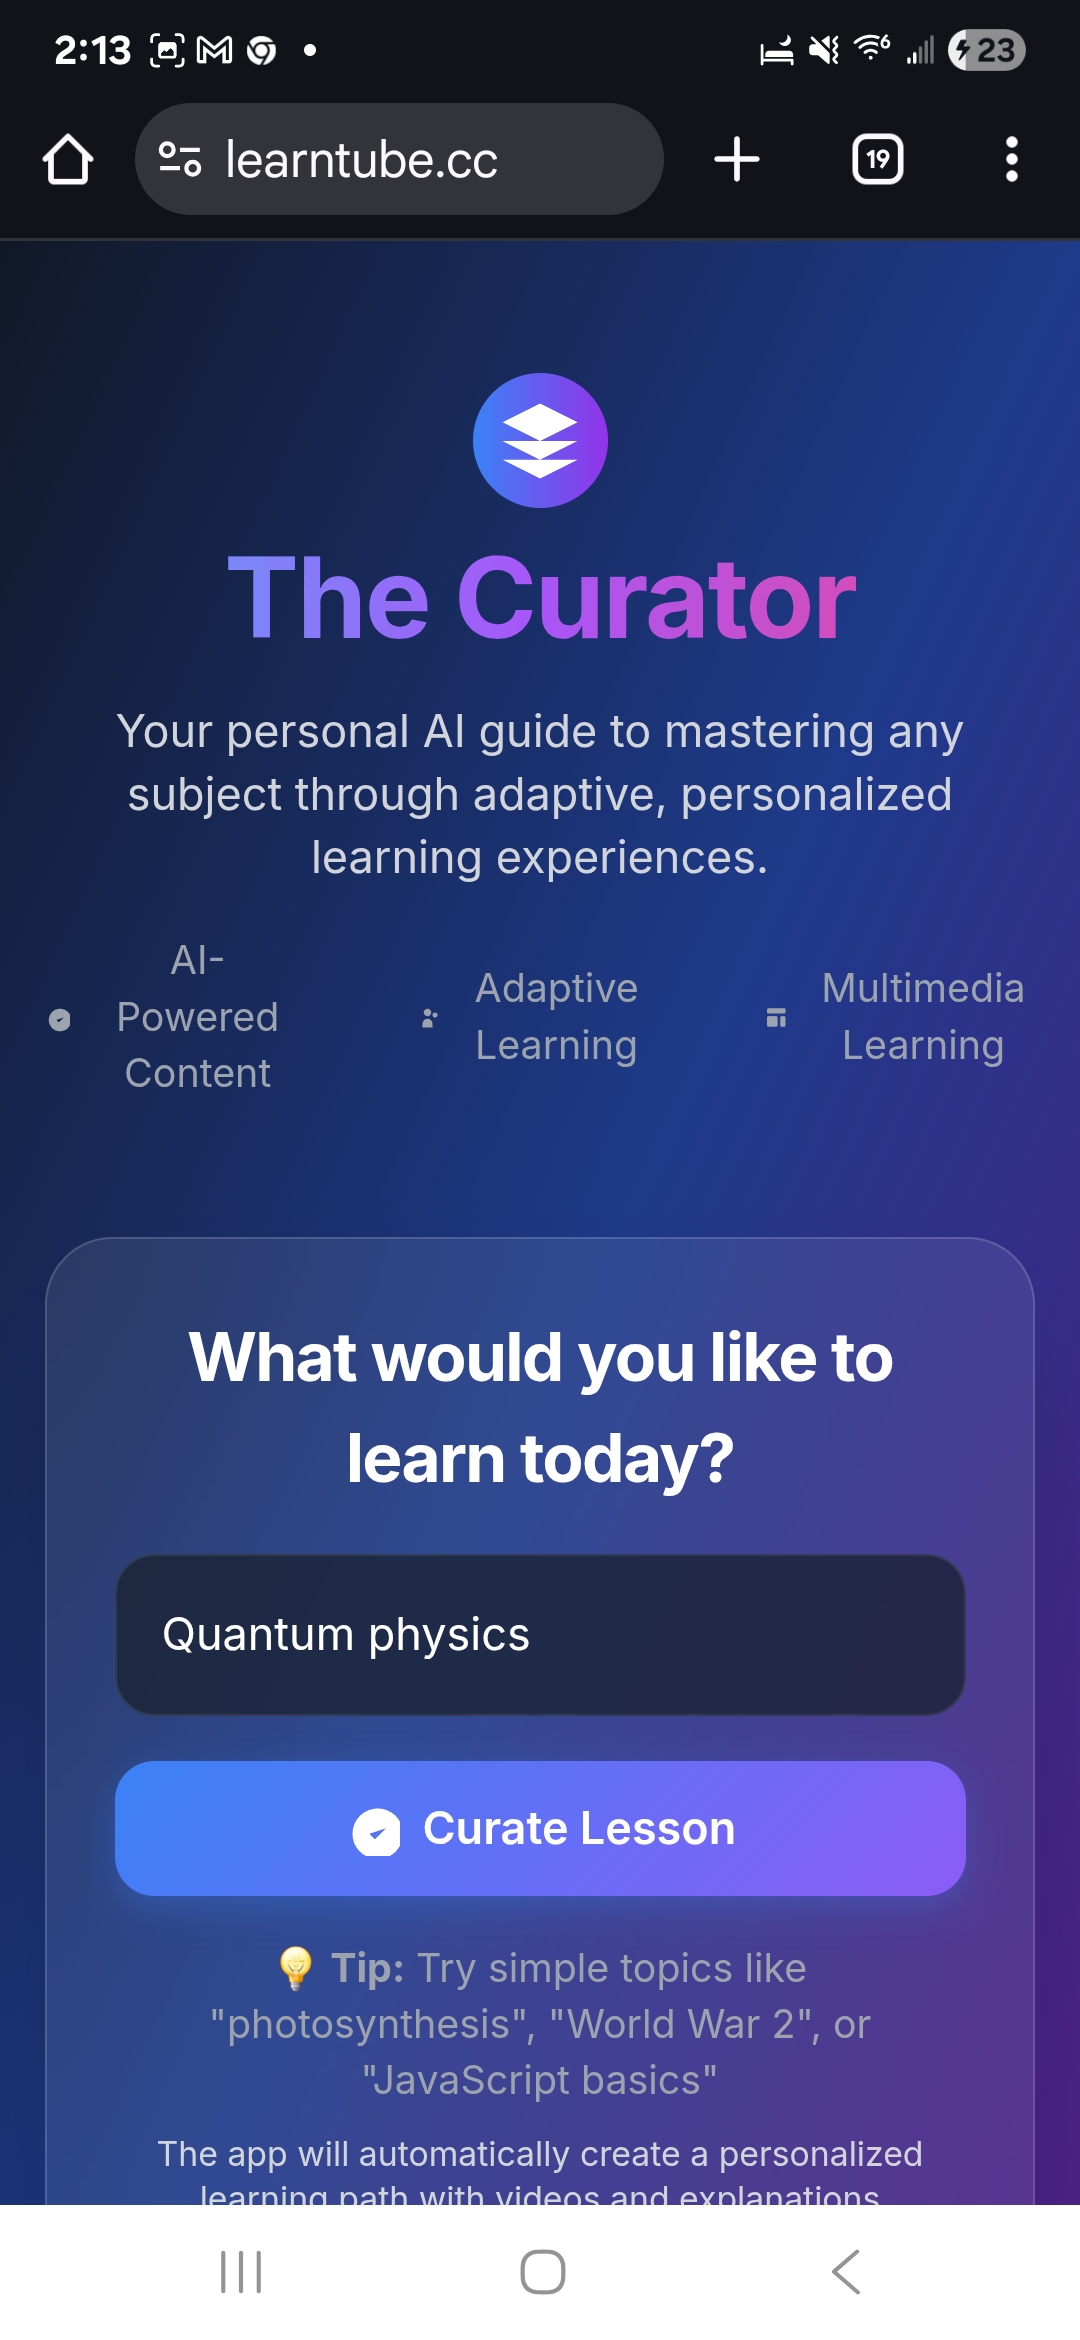 2:13
23
learntube.cc
19
The Curator
Your personal AI guide to mastering any
subject through adaptive, personalized
learning experiences.
AI-
Powered
Content
Adaptive
Learning
Multimedia
Learning
What would you like to
learn today?
Quantum physics
Curate Lesson
💡 Tip: Try simple topics like
"photosynthesis", "World War 2", or
"JavaScript basics"
The app will automatically create a personalized
learning path with videos and explanations